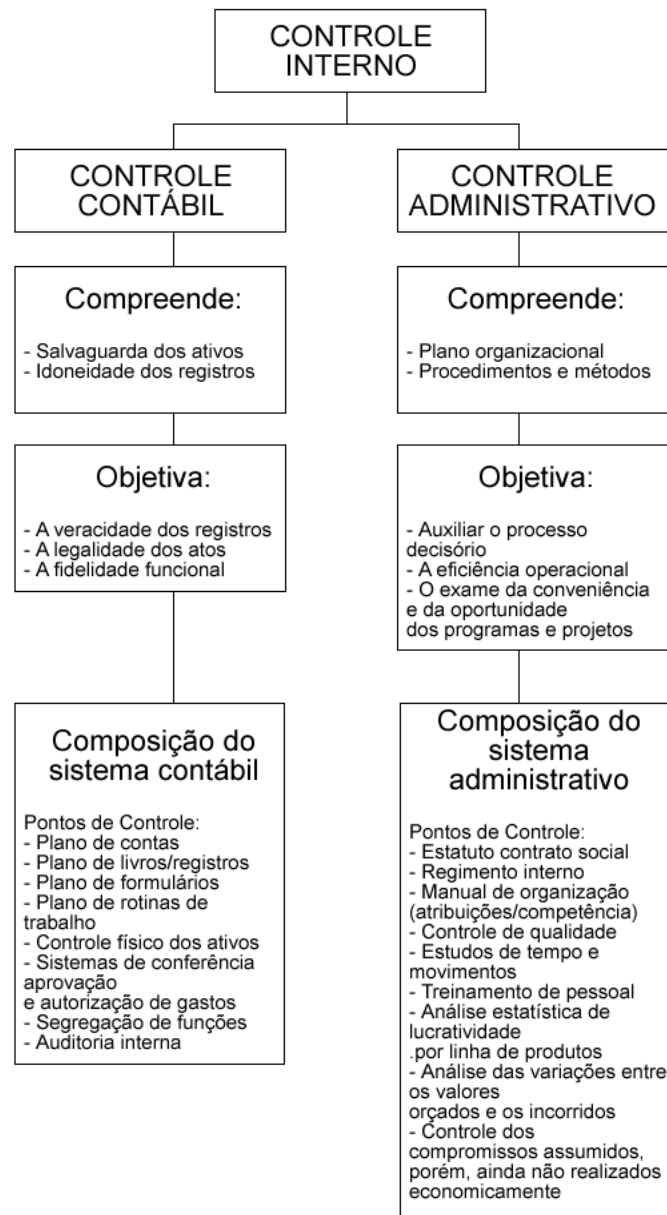 CONTROLE
INTERNO
CONTROLE
CONTÁBIL
Compreende:
- Salvaguarda dos ativos
- Idoneidade dos registros
Objetiva:
- A veracidade dos registros
- A legalidade dos atos
- A fidelidade funcional
Composição do
sistema contábil
Pontos de Controle:
- Plano de contas
- Plano de livros/registros
- Plano de formulários
- Plano de rotinas de
trabalho
- Controle físico dos ativos
- Sistemas de conferência
aprovação
e autorização de gastos
- Segregação de funções
- Auditoria interna
CONTROLE
ADMINISTRATIVO
Compreende:
- Plano organizacional
- Procedimentos e métodos
Objetiva:
- Auxiliar o processo
decisório
- A eficiência operacional
- O exame da conveniência
e da oportunidade
dos programas e projetos
Composição do
sistema
administrativo
Pontos de Controle:
- Estatuto contrato social
- Regimento interno
- Manual de organização
(atribuições/competência)
- Controle de qualidade
- Estudos de tempo e
movimentos
- Treinamento de pessoal
- Análise estatística de
lucratividade
.por linha de produtos
- Análise das variações entre
os valores
orçados e os incorridos
- Controle dos
compromissos assumidos,
porém, ainda não realizados
economicamente